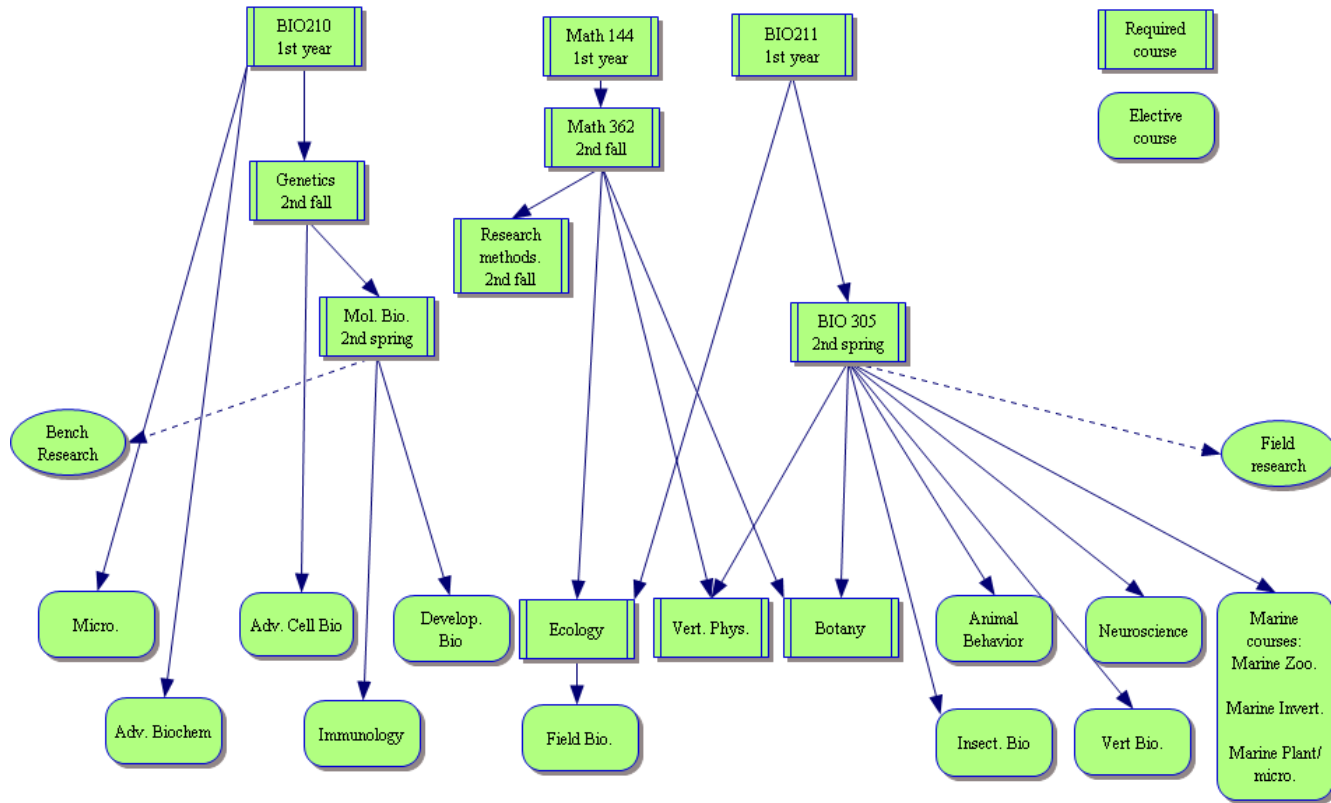 BIO210
1st year
Math 144
1st year
BIO211
1st year
Required
course
Elective
course
Math 362
2nd fall
Genetics
2nd fall
Research
methods.
2nd fall
Mol. Bio.
2nd spring
BIO 305
2nd spring
Bench
Research
Field
research
Micro.
Adv. Cell Bio
Develop.
Bio
Ecology
Vert. Phys.
Botany
Animal
Behavior
Neuroscience
Marine
courses:
Marine Zoo.
Marine Invert.
Marine Plant/
micro.
Adv. Biochem
Immunology
Field Bio.
Insect. Bio
Vert Bio.